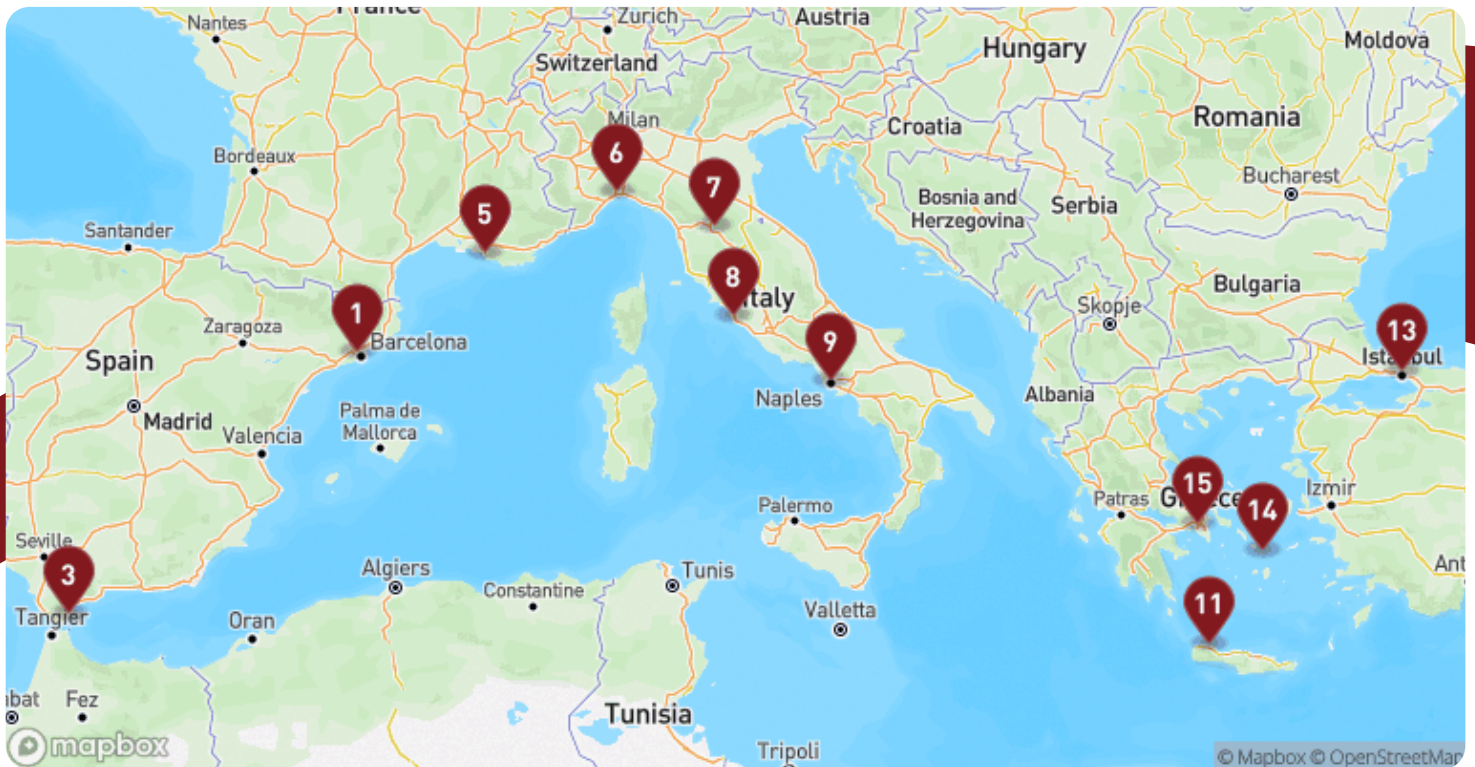 France
Nantes
Zurich
Austria
Hungary
Moldova
Switzerland
Milan
Croatia
Romania
6
Bordeaux
7
Bucharest
5
Bosnia and
Herzegovina
Serbia
Santander
8
Italy
Bulgaria
1
Zaragoza
Barcelona
Skopje
13
Istanbul
9
Spain
Madrid
Palma de
Mallorca
Naples
Albania
Valencia
15
Greece
14
Izmir
Patras
Palermo
Seville
3
Algiers
Constantine
Tunis
Ant
Tangier
Oran
Valletta
11
bat
Fez
Tunisia
mapbox
Tripoli
© Mapbox © OpenStreetMap